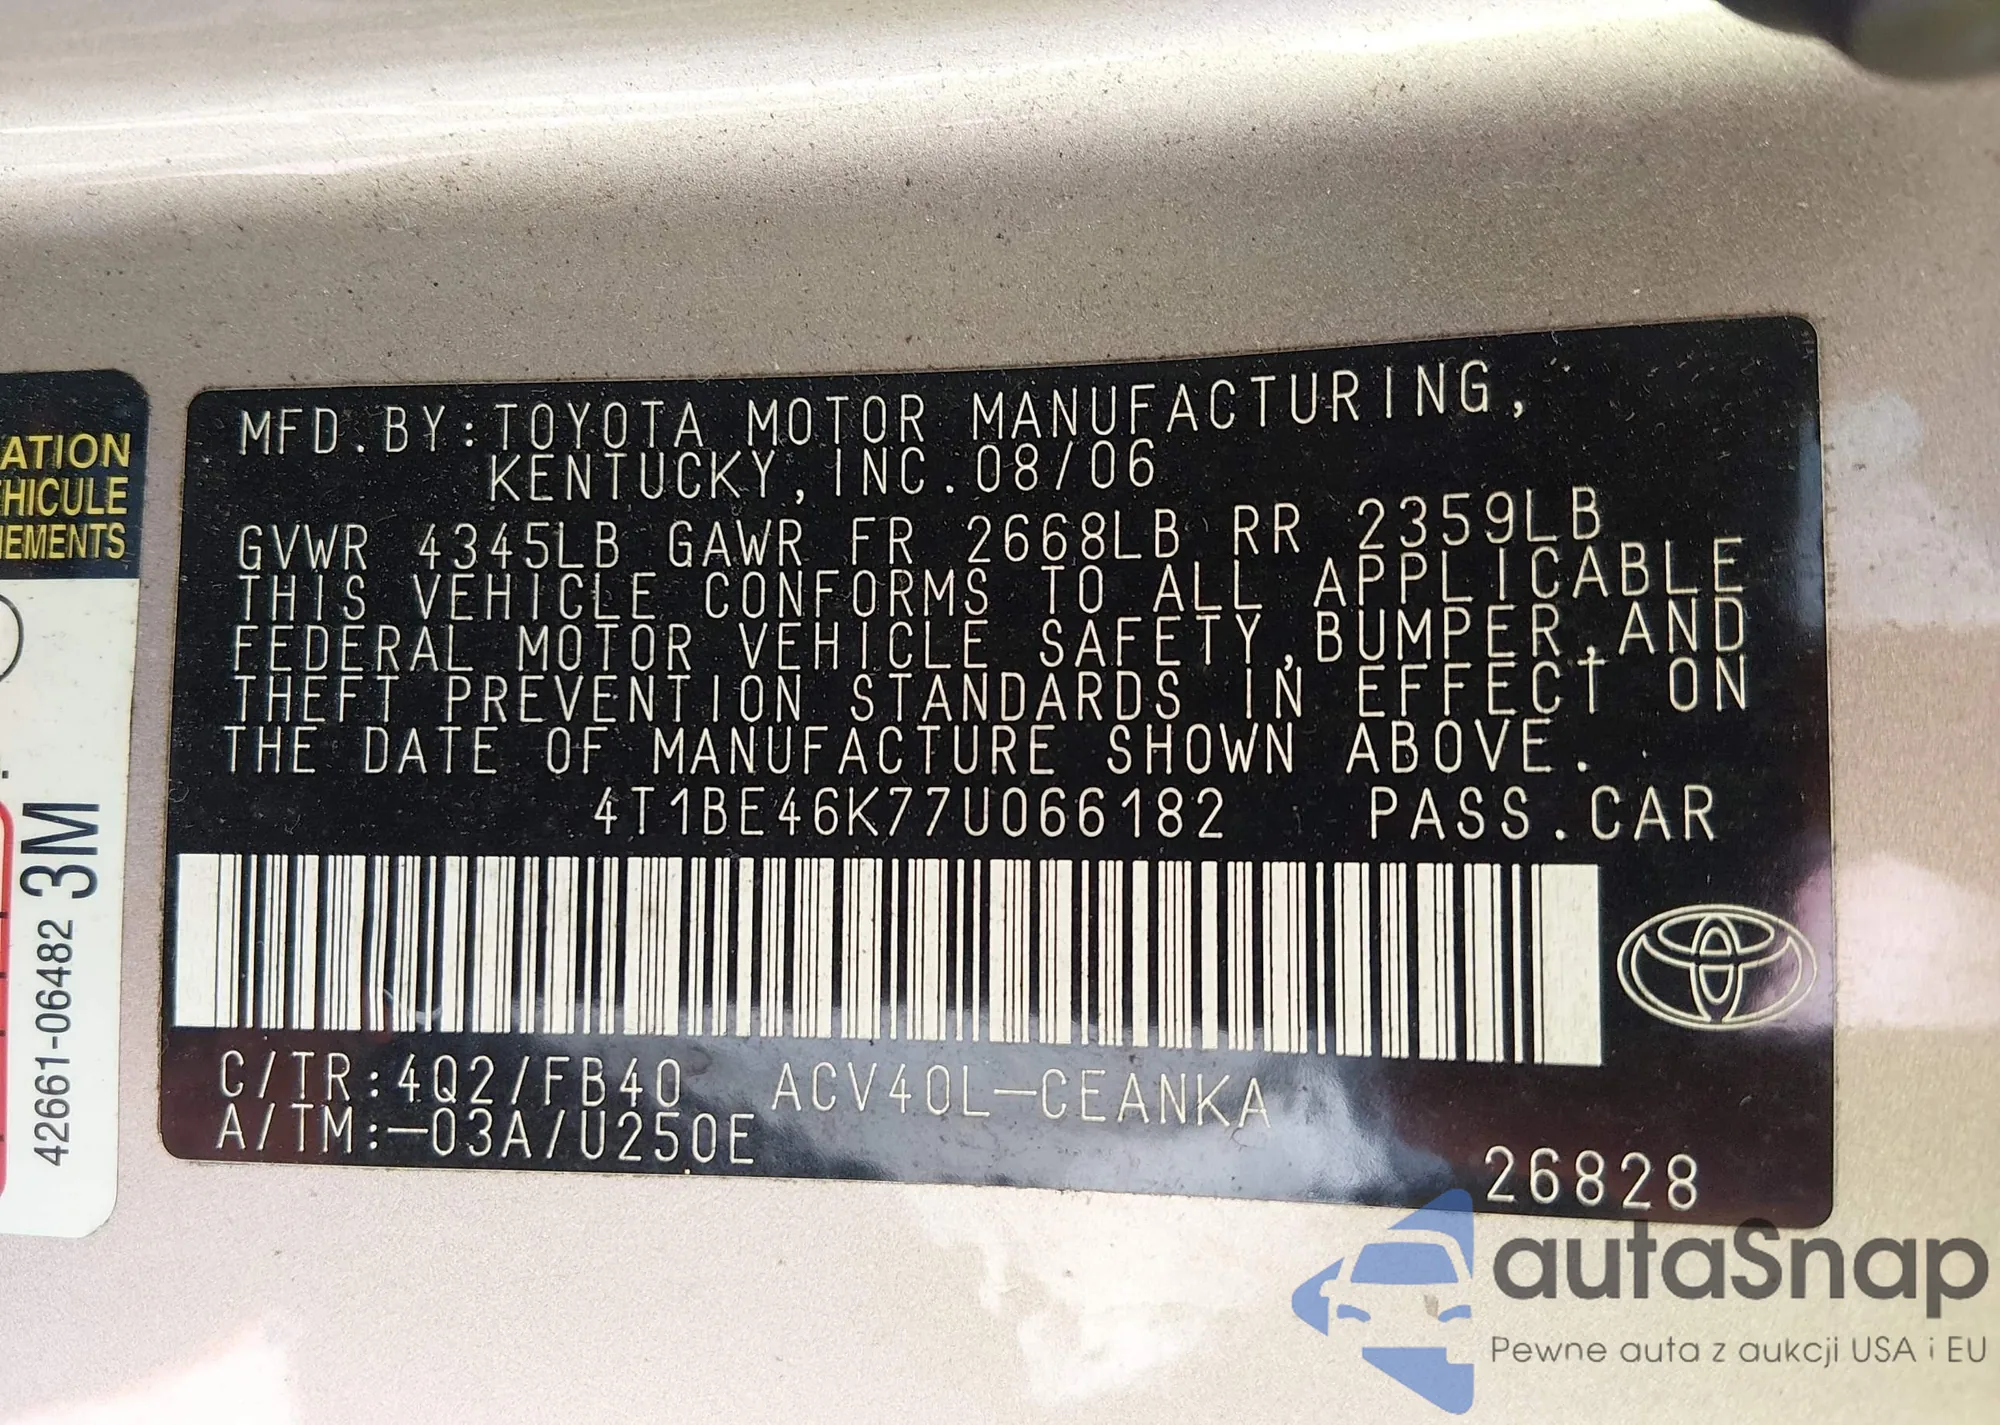 MFD.BY:TOYOTA MOTOR MANUFACTURING,
KENTUCKY,INC.08/06
GVWR 4345LB GAWR FR 2668LB RR 2359LB
THIS VEHICLE CONFORMS TO ALL APPLICABLE
FEDERAL MOTOR VEHICLE SAFETY,BUMPER,AND
THEFT PREVENTION STANDARDS IN EFFECT ON
THE DATE OF MANUFACTURE SHOWN ABOVE.
4T1BE46K77U066182 PASS.CAR
C/TR:4Q2/FB40 ACV40L-CEANKA
A/TM:-03A/U250E
26828
ATION
HICULE
EMENTS
42661-06482 3M
autaSnap
Pewne auta z aukcji USA i EU